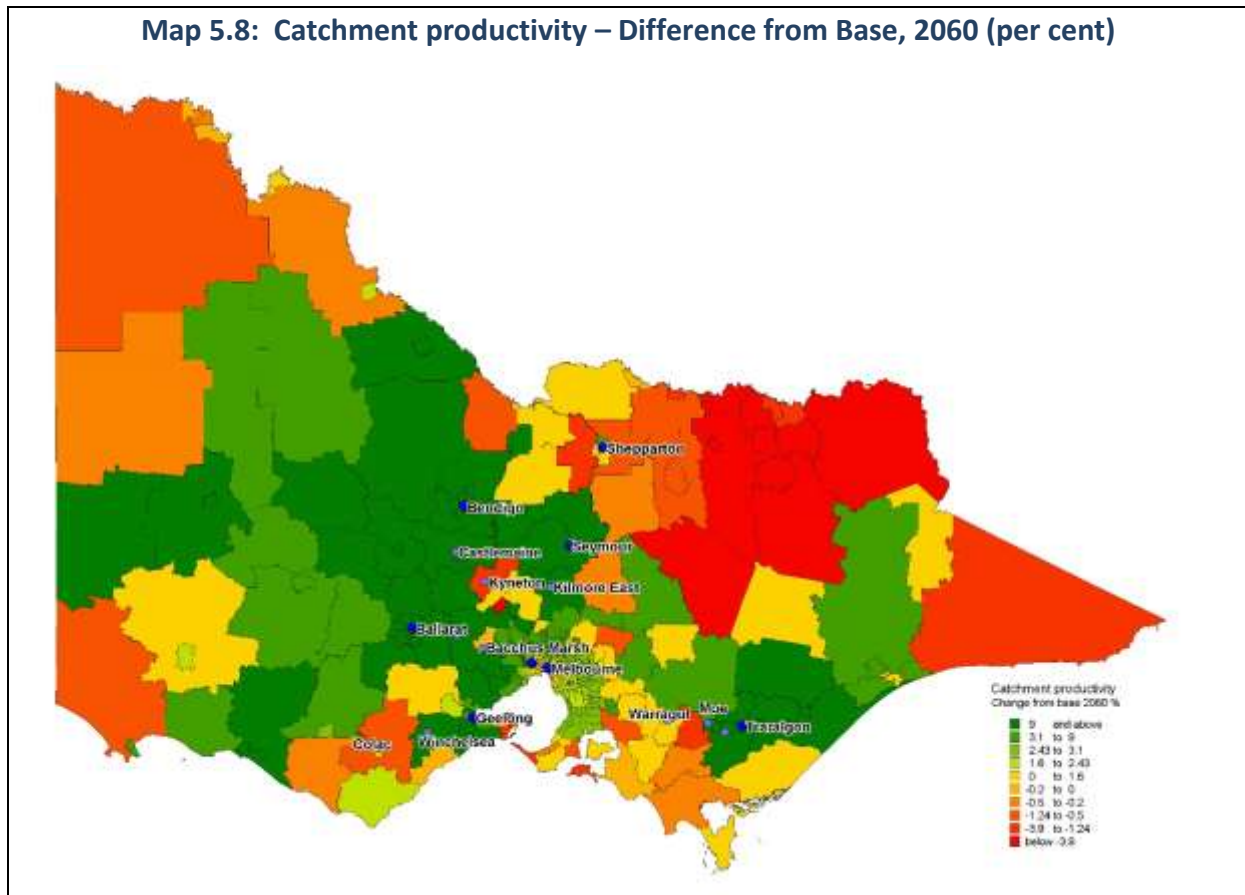 Map 5.8: Catchment productivity – Difference from Base, 2060 (per cent)
Shepparton
Bendigo
Castlemaine
Seymour
Kyneton
Kilmore East
Ballarat
Bacchus Marsh
Melbourne
Geelong
Warragul
Moe
Traralgon
Colac
Winchelsea
Catchment productivity
Change from base 2060 %
9 and above
3.1 to 9
2.43 to 3.1
1.6 to 2.43
0 to 1.6
-0.2 to 0
-0.5 to -0.2
-1.24 to -0.5
-3.9 to -1.24
below -3.9